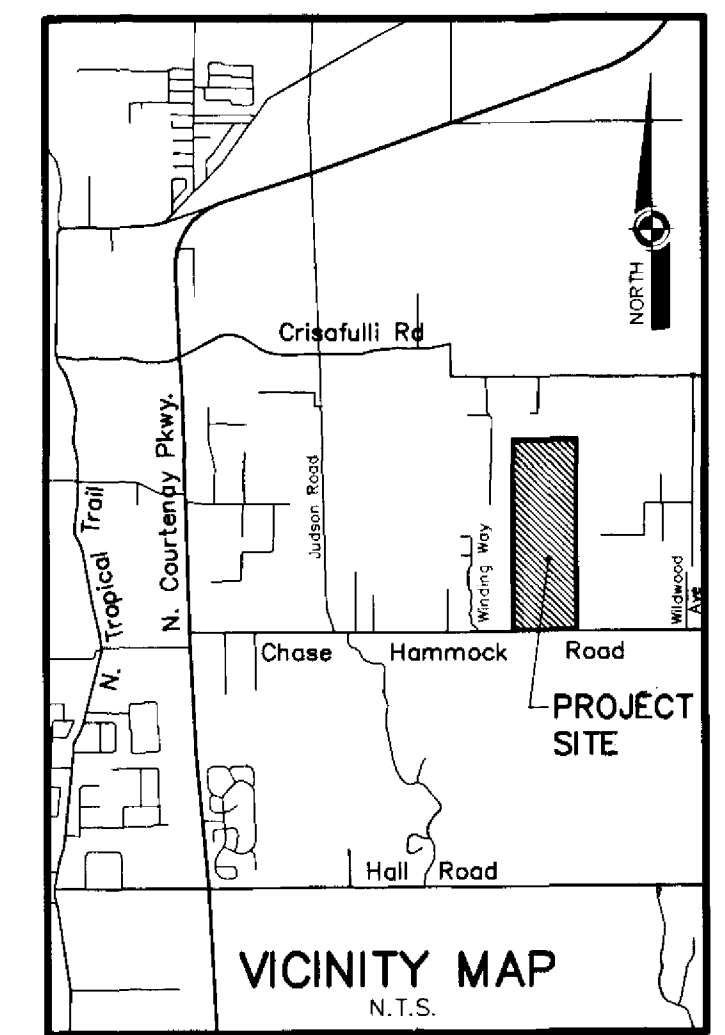 NORTH
Crisafulli Rd
N. Courtenay Pkwy.
N. Tropical Trail
Judson Road
Winding Way
Wildwood
Ave
Chase Hammock Road
PROJECT
SITE
Hall Road
VICINITY MAP
N.T.S.